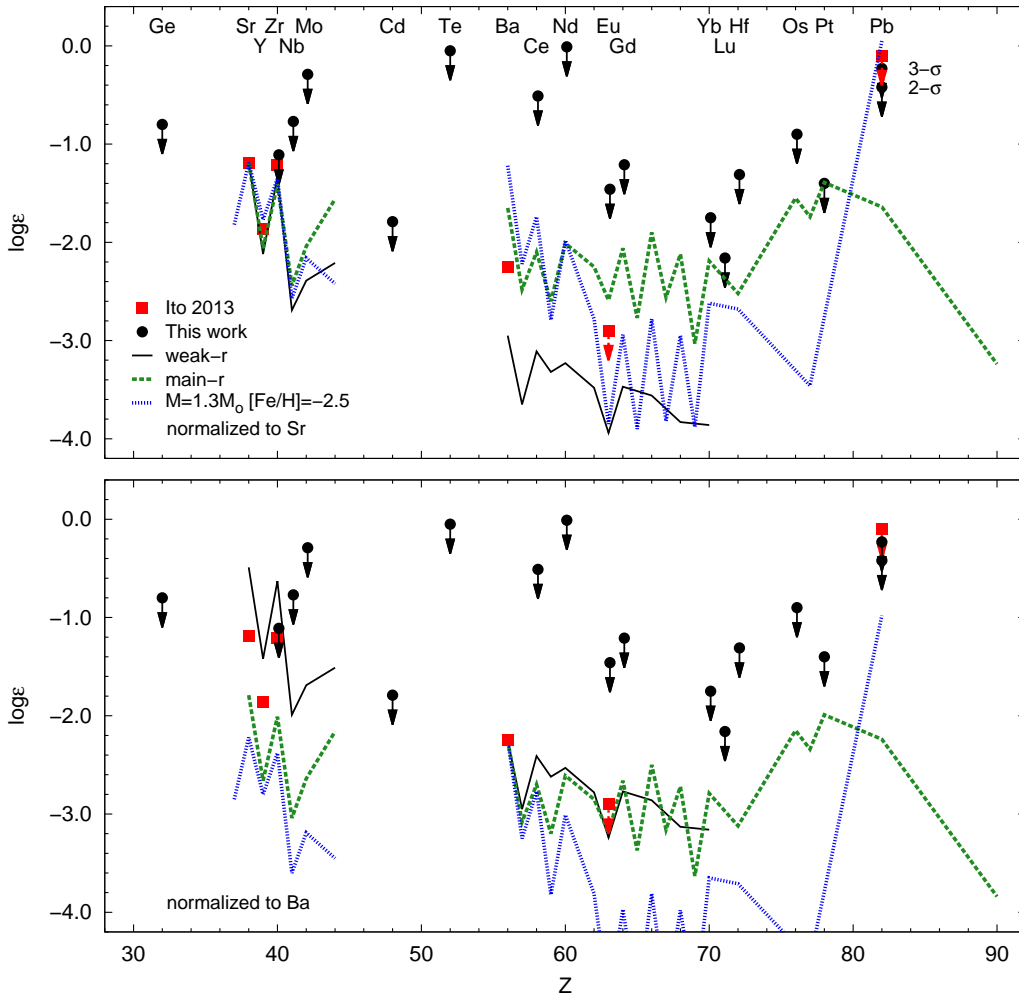 Ge Sr Zr Mo Cd Te Ba Nd Eu Yb Hf Os Pt Pb
Y Nb Ce Gd Lu
0.0
−1.0
−2.0
−3.0
−4.0
logε
3−σ
2−σ
Ito 2013
This work
weak−r
main−r
M=1.3Mo [Fe/H]=−2.5
normalized to Sr
0.0
−1.0
−2.0
−3.0
−4.0
logε
normalized to Ba
30 40 50 60 70 80 90
Z